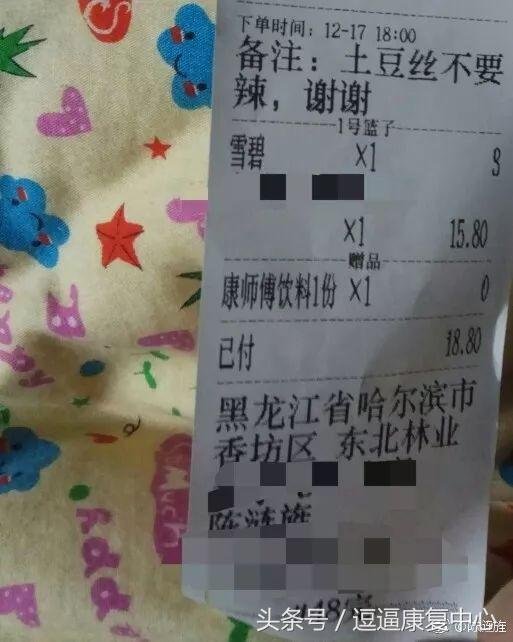 下单时间: 12-17 18:00
备注: 土豆丝不要
辣, 谢谢
1号篮子
雪碧 X1 3
X1 15.80
赠品
康师傅饮料1份 X1 0
已付 18.80
黑龙江省哈尔滨市
香坊区 东北林业
陈涟旌
头条号 / 逗逼康复中心